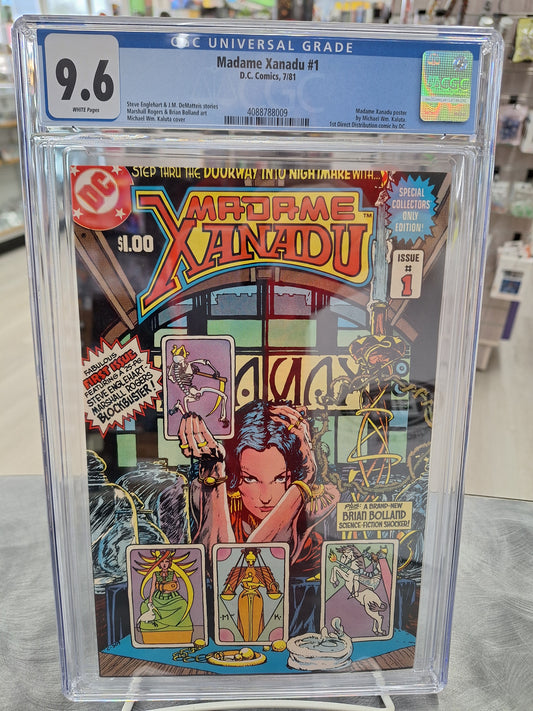 CGC UNIVERSAL GRADE
9.6
WHITE Pages
Madame Xanadu #1
D.C. Comics, 7/81
Steve Englehart & J.M. DeMatteis stories
Marshall Rogers & Brian Bolland art
Michael Wm. Kaluta cover
4088788009
Madame Xanadu poster
by Michael Wm. Kaluta
1st Direct Distribution comic by DC.
CGC
STEP THRU THE DOORWAY INTO NIGHTMARE WITH...
DC
$1.00
MADAME
XANADU
TM
SPECIAL
COLLECTORS
ONLY
EDITION!
ISSUE
#
1
FABULOUS
FIRST ISSUE
FEATURING A 25-PG.
STEVE ENGLEHART-
MARSHALL ROGERS
BLOCKBUSTER!
PLUS: A BRAND-NEW
BRIAN BOLLAND
SCIENCE-FICTION SHOCKER!
M K